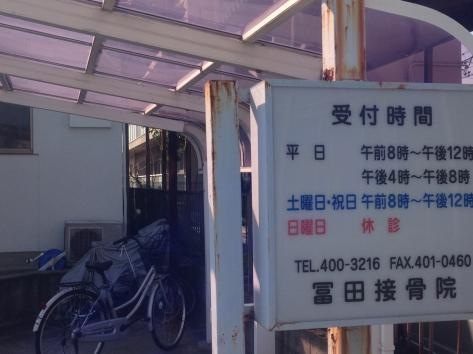 受付時間
平日 午前8時~午後12時
午後4時~午後8時
土曜日・祝日 午前8時~午後12時
日曜日 休診
TEL.400-3216 FAX.401-0460
冨田接骨院